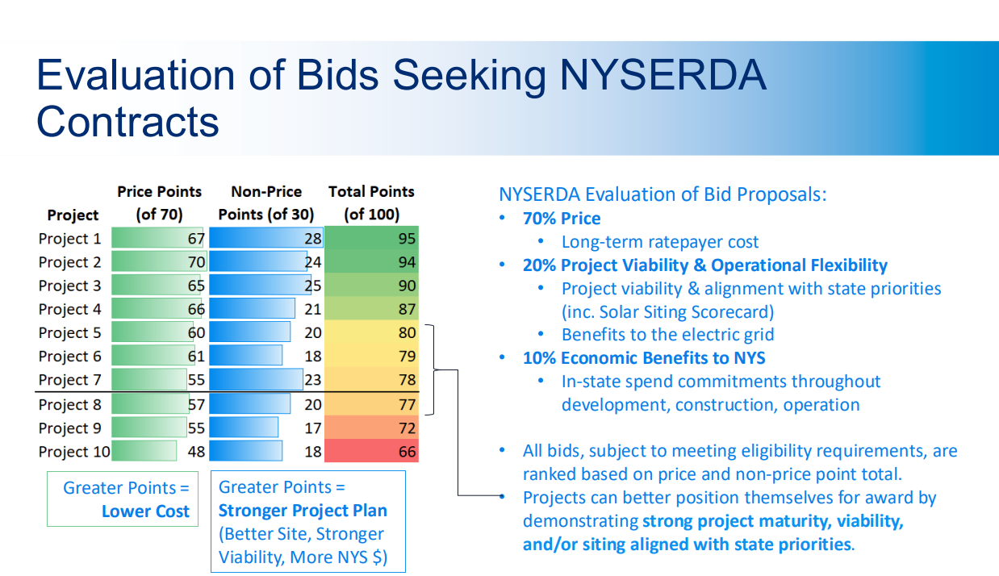 Evaluation of Bids Seeking NYSERDA
Contracts
Project Price Points (of 70) Non-Price Points (of 30) Total Points (of 100)
Project 1 67 28 95
Project 2 70 24 94
Project 3 65 25 90
Project 4 66 21 87
Project 5 60 20 80
Project 6 61 18 79
Project 7 55 23 78
Project 8 57 20 77
Project 9 55 17 72
Project 10 48 18 66
Greater Points =
Lower Cost
Greater Points =
Stronger Project Plan
(Better Site, Stronger
Viability, More NYS $)
NYSERDA Evaluation of Bid Proposals:
• 70% Price
• Long-term ratepayer cost
• 20% Project Viability & Operational Flexibility
• Project viability & alignment with state priorities
(inc. Solar Siting Scorecard)
• Benefits to the electric grid
• 10% Economic Benefits to NYS
• In-state spend commitments throughout
development, construction, operation
• All bids, subject to meeting eligibility requirements, are
ranked based on price and non-price point total.
• Projects can better position themselves for award by
demonstrating strong project maturity, viability,
and/or siting aligned with state priorities.